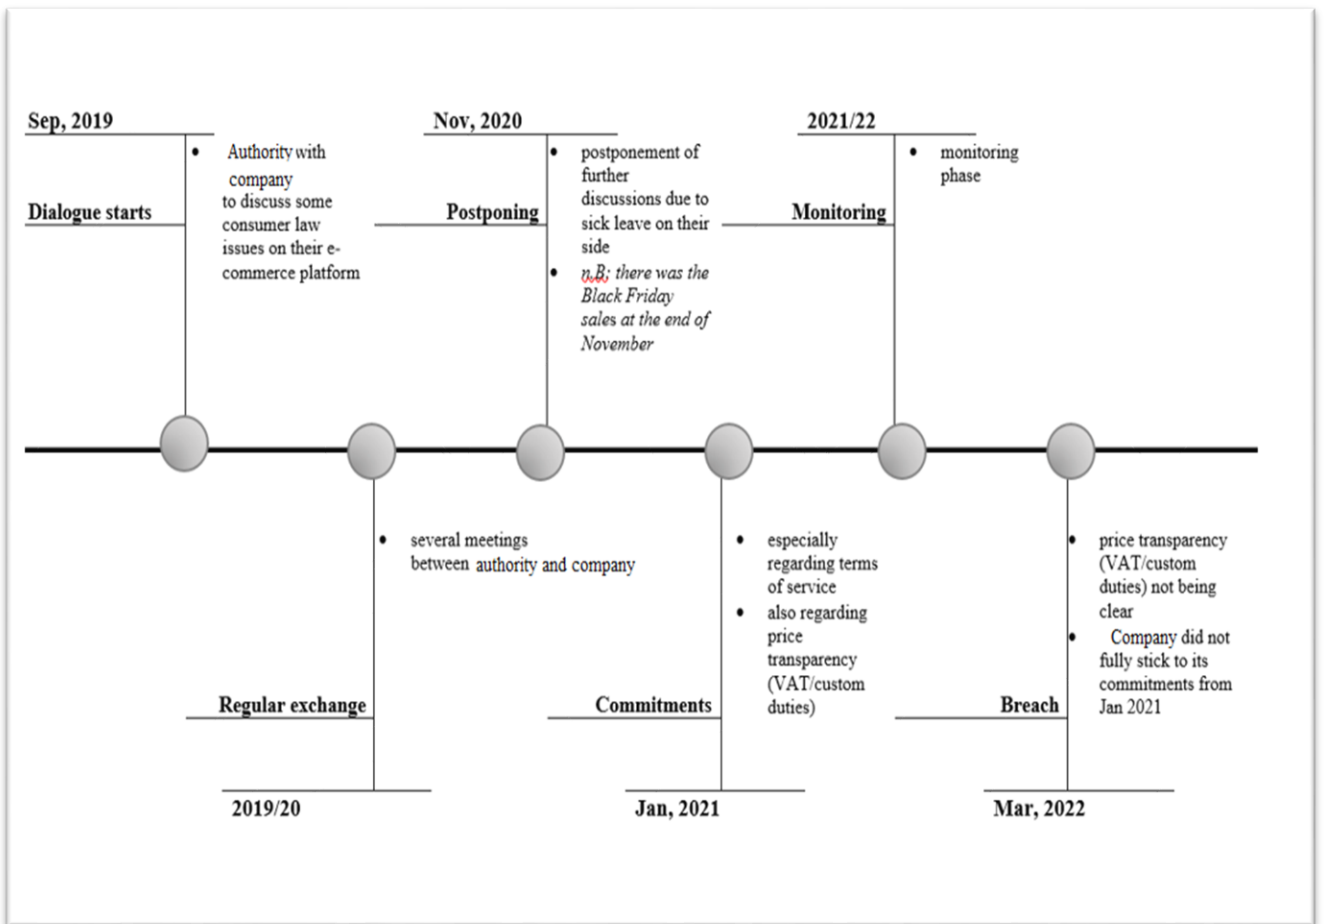 Sep, 2019
Dialogue starts
• Authority with
company
to discuss some
consumer law
issues on their e-
commerce platform
Nov, 2020
Postponing
• postponement of
further
discussions due to
sick leave on their
side
• n.B; there was the
Black Friday
sales at the end of
November
2021/22
Monitoring
• monitoring
phase
• several meetings
between authority and company
Regular exchange
2019/20
• especially
regarding terms
of service
• also regarding
price
transparency
(VAT/custom
duties)
Commitments
Jan, 2021
• price transparency
(VAT/custom
duties) not being
clear
• Company did not
fully stick to its
commitments from
Jan 2021
Breach
Mar, 2022